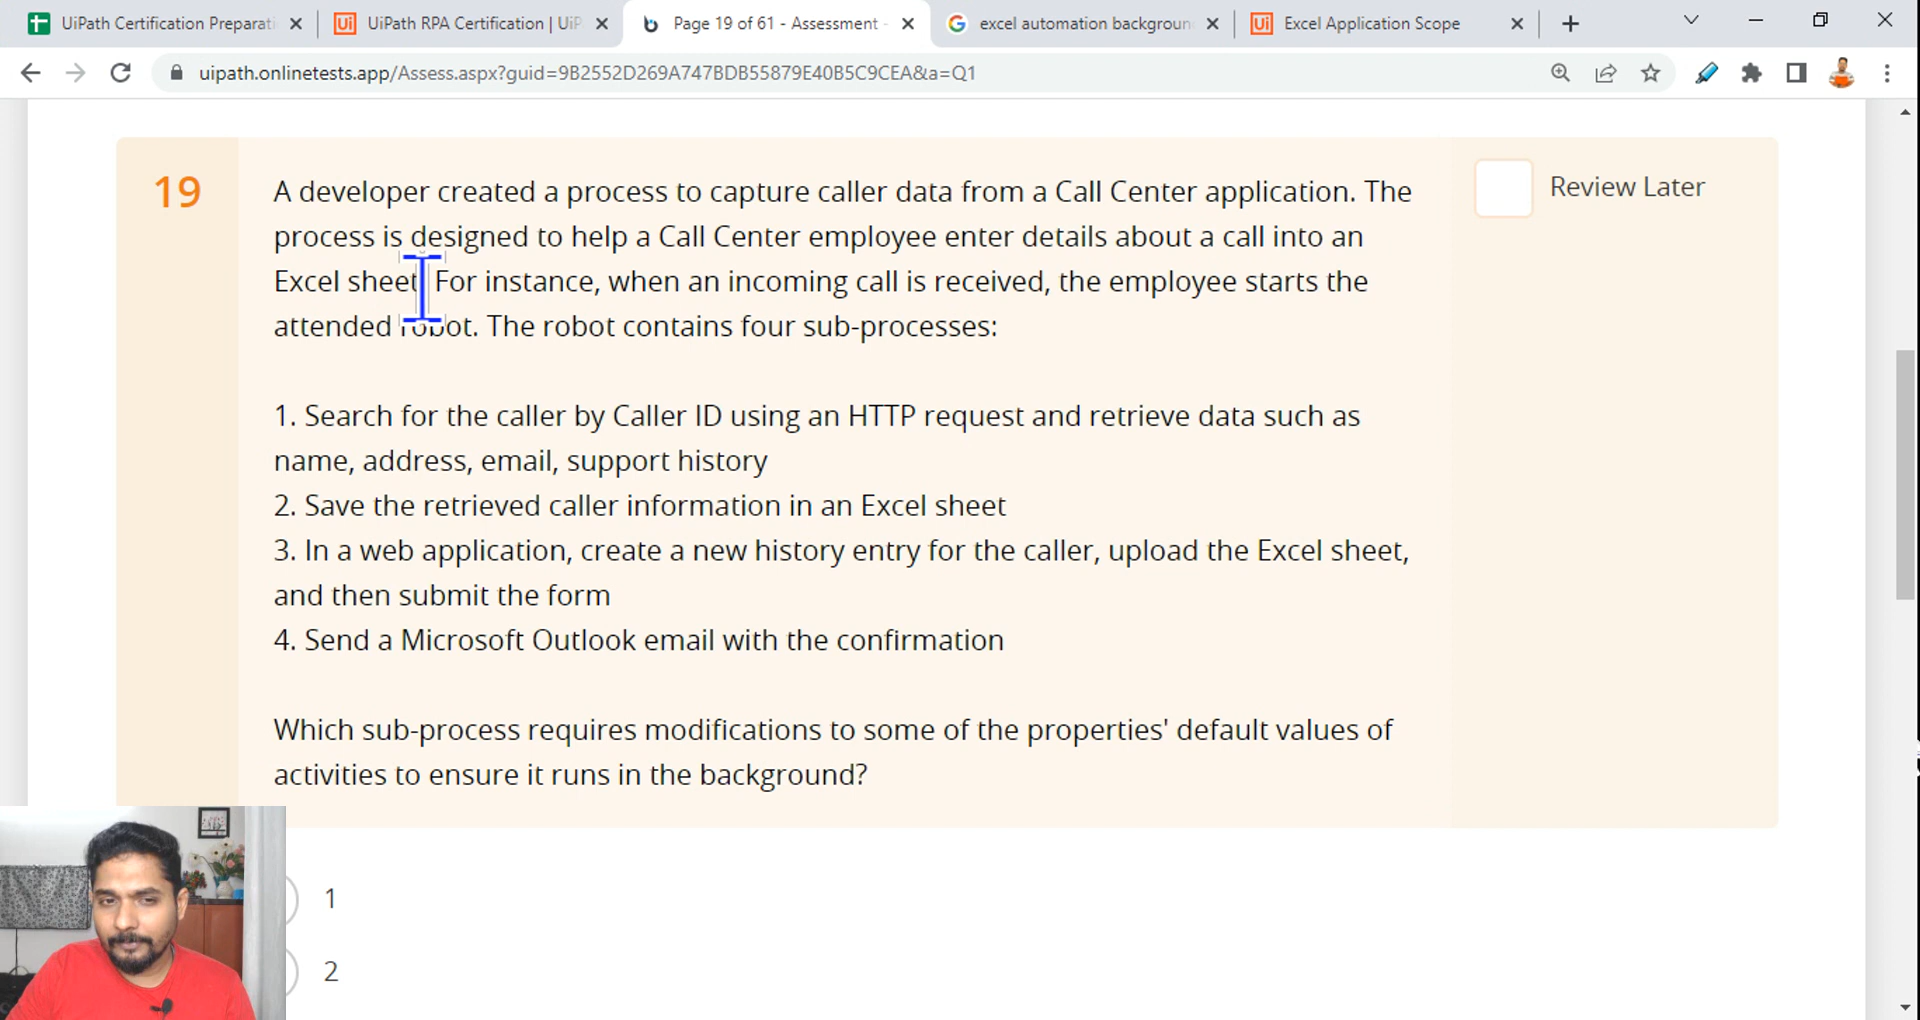 UiPath Certification Preparati
UiPath RPA Certification | UiP
Page 19 of 61 - Assessment -
excel automation backgroun
Excel Application Scope
uipath.onlinetests.app/Assess.aspx?guid=9B2552D269A747BDB55879E40B5C9CEA&a=Q1
19
A developer created a process to capture caller data from a Call Center application. The
process is designed to help a Call Center employee enter details about a call into an
Excel sheet. For instance, when an incoming call is received, the employee starts the
attended robot. The robot contains four sub-processes:
1. Search for the caller by Caller ID using an HTTP request and retrieve data such as
name, address, email, support history
2. Save the retrieved caller information in an Excel sheet
3. In a web application, create a new history entry for the caller, upload the Excel sheet,
and then submit the form
4. Send a Microsoft Outlook email with the confirmation
Which sub-process requires modifications to some of the properties' default values of
activities to ensure it runs in the background?
Review Later
1
2